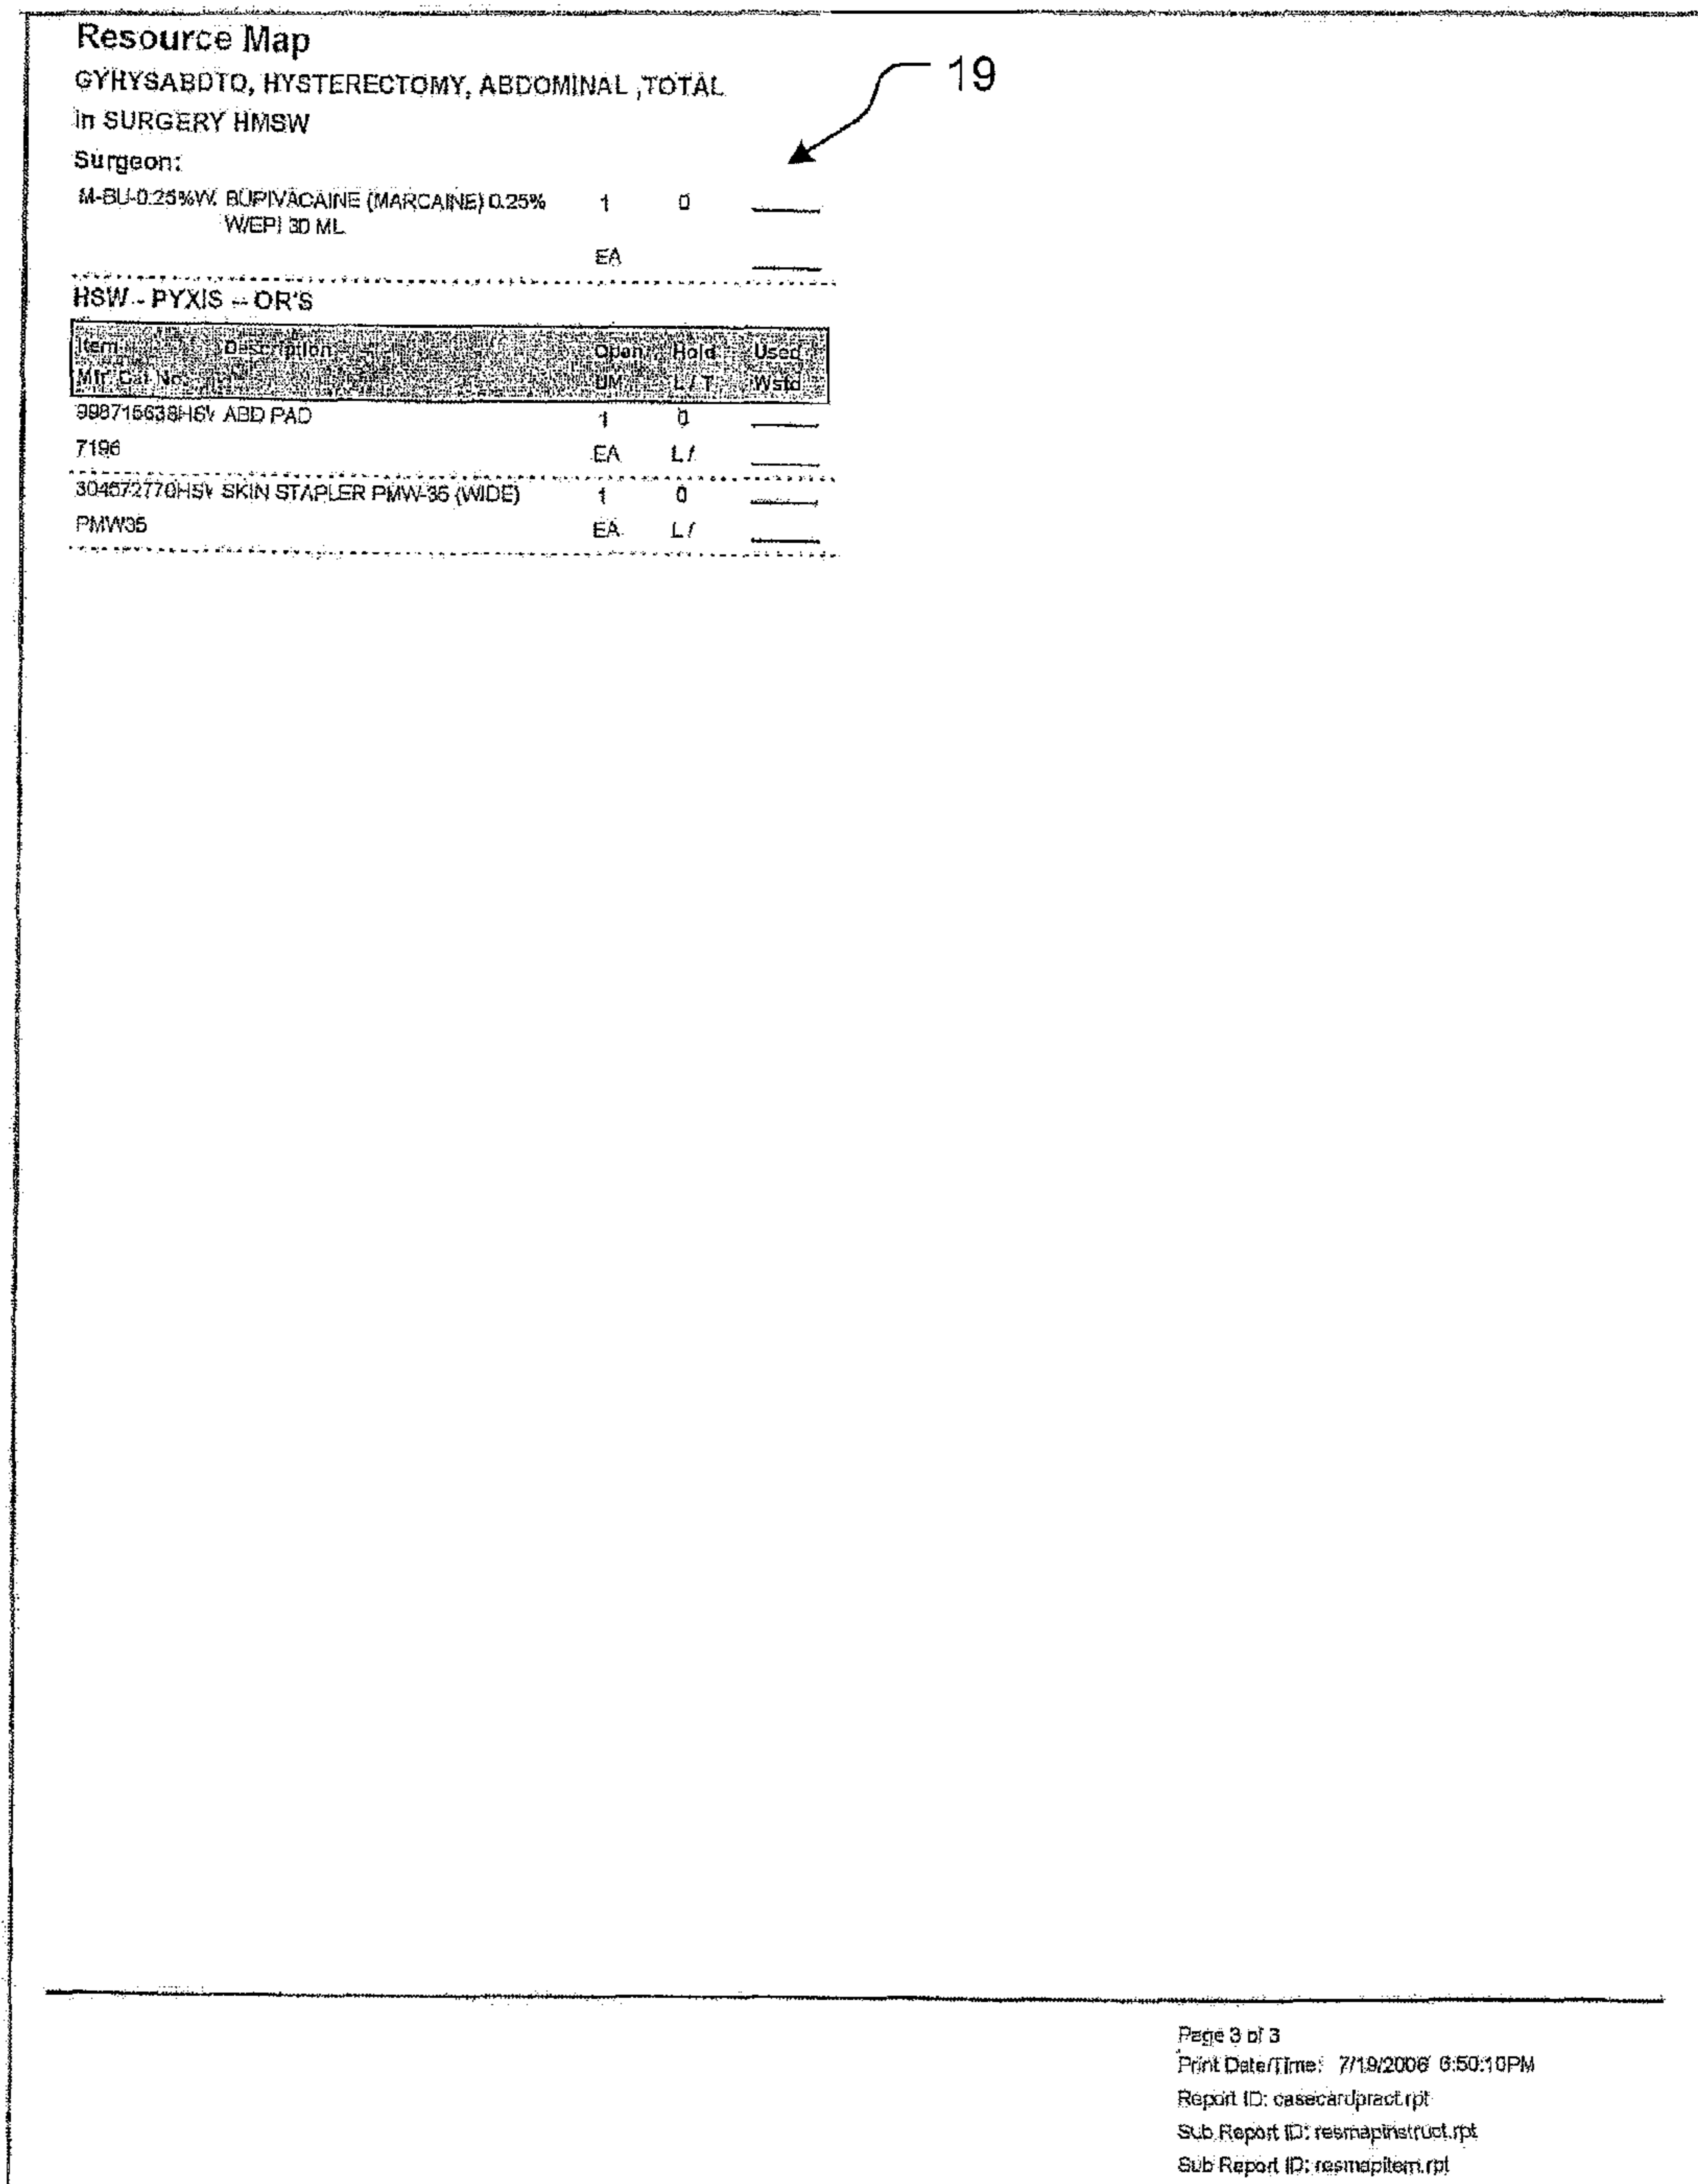 Resource Map
GYHYSABDTO, HYSTERECTOMY, ABDOMINAL ,TOTAL
in SURGERY HMSW
19
Surgeon:
M-BU-0.25%W. BUPIVACAINE (MARCAINE) 0.25% 1 0
W/EPI 30 ML
EA
HSW - PYXIS -- OR'S
Item Description Open Hold Used
Mfr Cat No UM L / T Wstd
998715638HSV ABD PAD 1 0
7196 EA L /
304572770HSV SKIN STAPLER PMW-35 (WIDE) 1 0
PMW35 EA L /
Page 3 of 3
Print Date/Time: 7/19/2006 6:50:10PM
Report ID: casecardpract.rpt
Sub Report ID: resmapinstruct.rpt
Sub Report ID: resmapitem.rpt